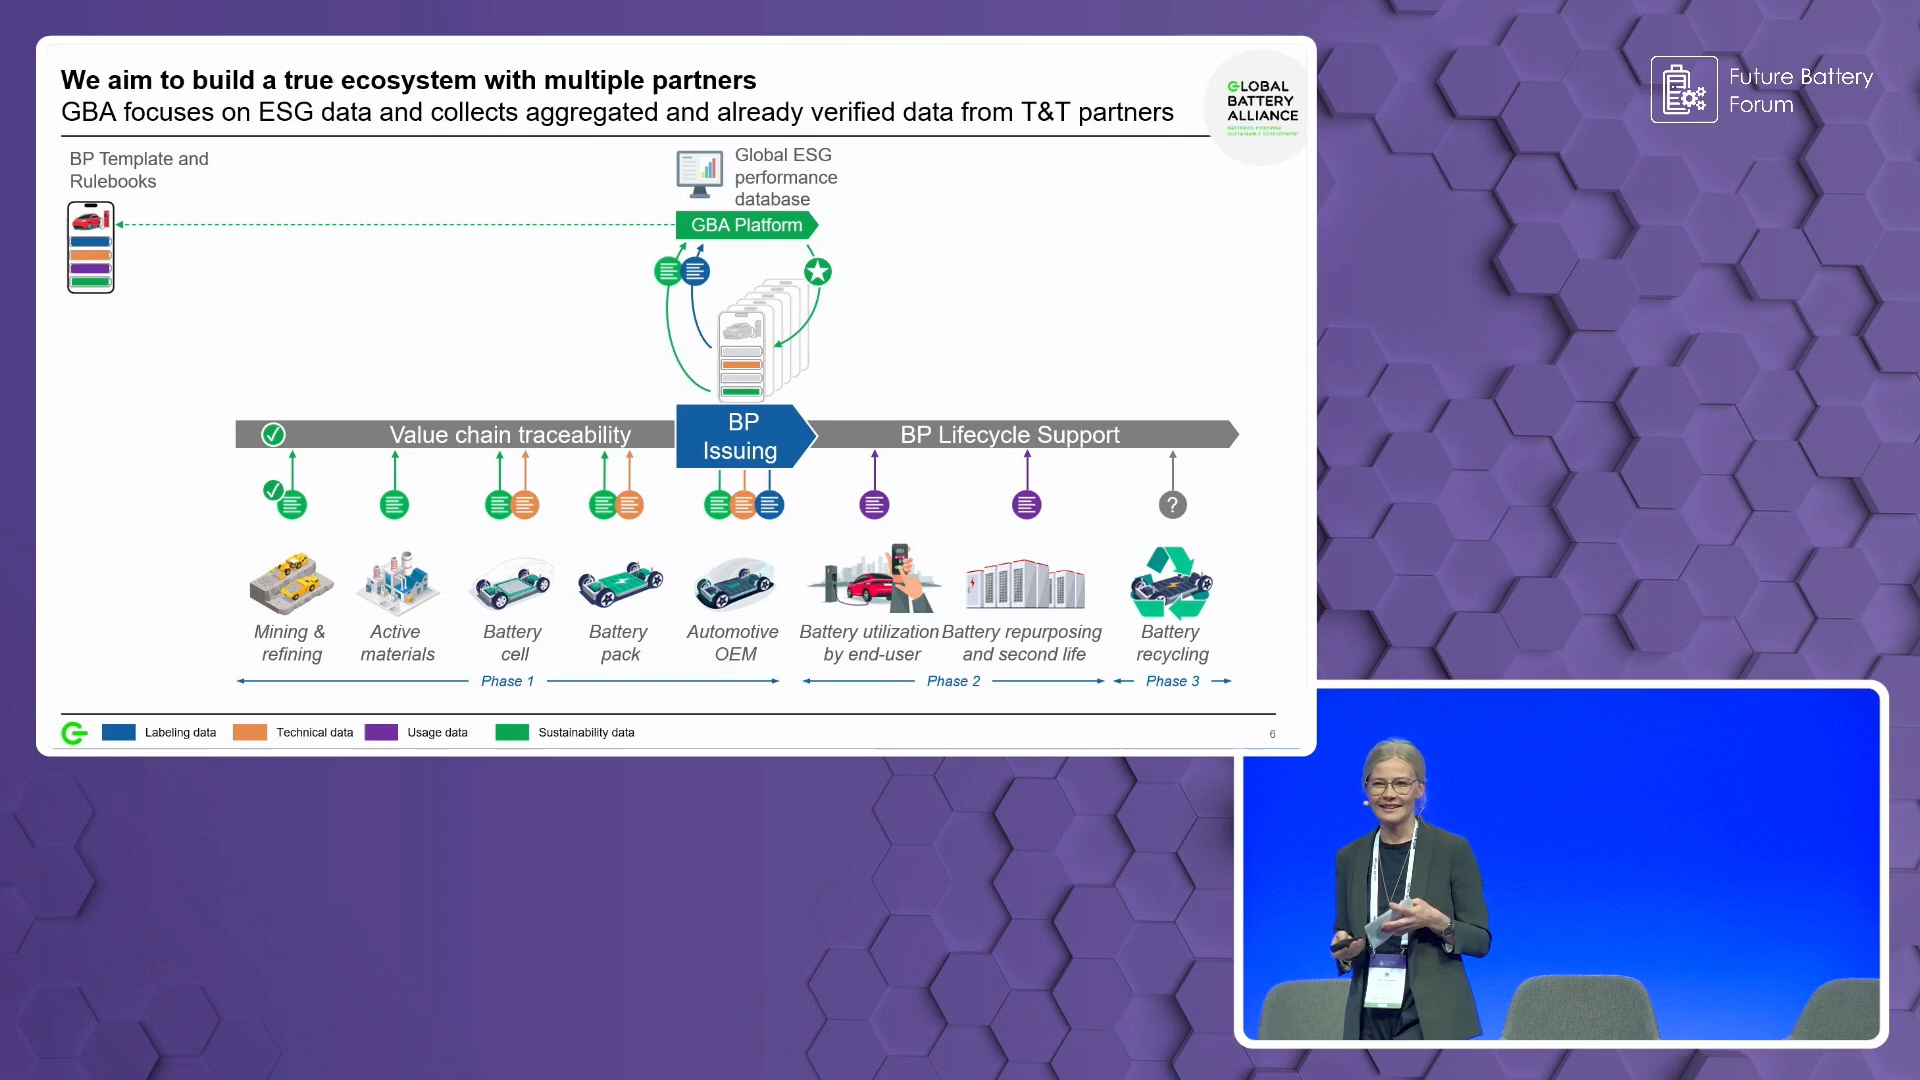 We aim to build a true ecosystem with multiple partners
GBA focuses on ESG data and collects aggregated and already verified data from T&T partners
GLOBAL
BATTERY
ALLIANCE
BATTERIES POWERING
SUSTAINABLE DEVELOPMENT
Future Battery
Forum
BP Template and
Rulebooks
Global ESG
performance
database
GBA Platform
Value chain traceability
BP
Issuing
BP Lifecycle Support
?
Mining &
refining
Active
materials
Battery
cell
Battery
pack
Automotive
OEM
Battery utilization
by end-user
Battery repurposing
and second life
Battery
recycling
Phase 1
Phase 2
Phase 3
Labeling data
Technical data
Usage data
Sustainability data
6